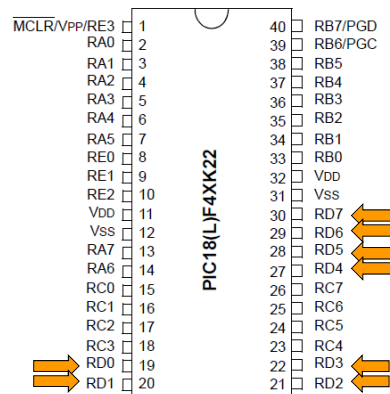 MCLR/VPP/RE3 1 40 RB7/PGD
RA0 2 39 RB6/PGC
RA1 3 38 RB5
RA2 4 37 RB4
RA3 5 36 RB3
RA4 6 35 RB2
RA5 7 34 RB1
RE0 8 33 RB0
RE1 9 32 VDD
RE2 10 31 VSS
VDD 11 30 RD7
VSS 12 29 RD6
RA7 13 28 RD5
RA6 14 27 RD4
RC0 15 26 RC7
RC1 16 25 RC6
RC2 17 24 RC5
RC3 18 23 RC4
RD0 19 22 RD3
RD1 20 21 RD2
PIC18(L)F4XK22